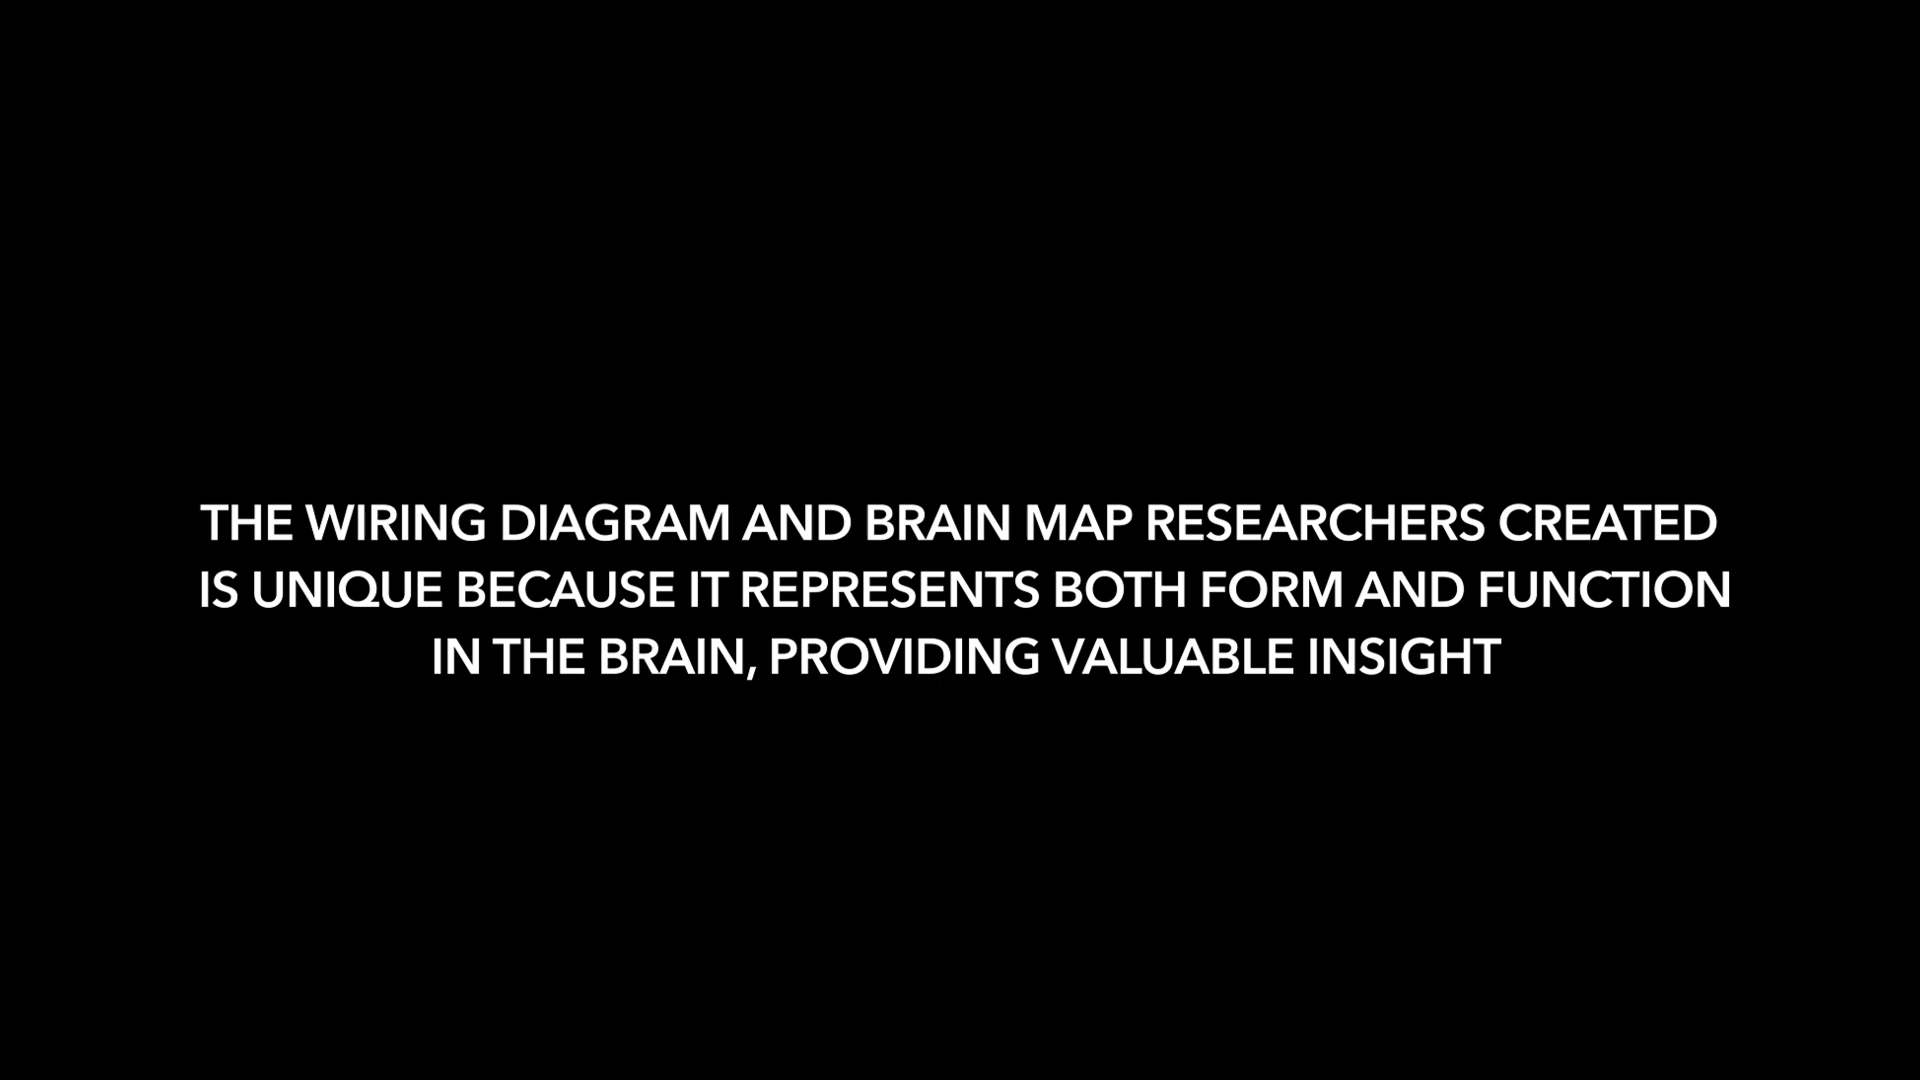 THE WIRING DIAGRAM AND BRAIN MAP RESEARCHERS CREATED
IS UNIQUE BECAUSE IT REPRESENTS BOTH FORM AND FUNCTION
IN THE BRAIN, PROVIDING VALUABLE INSIGHT